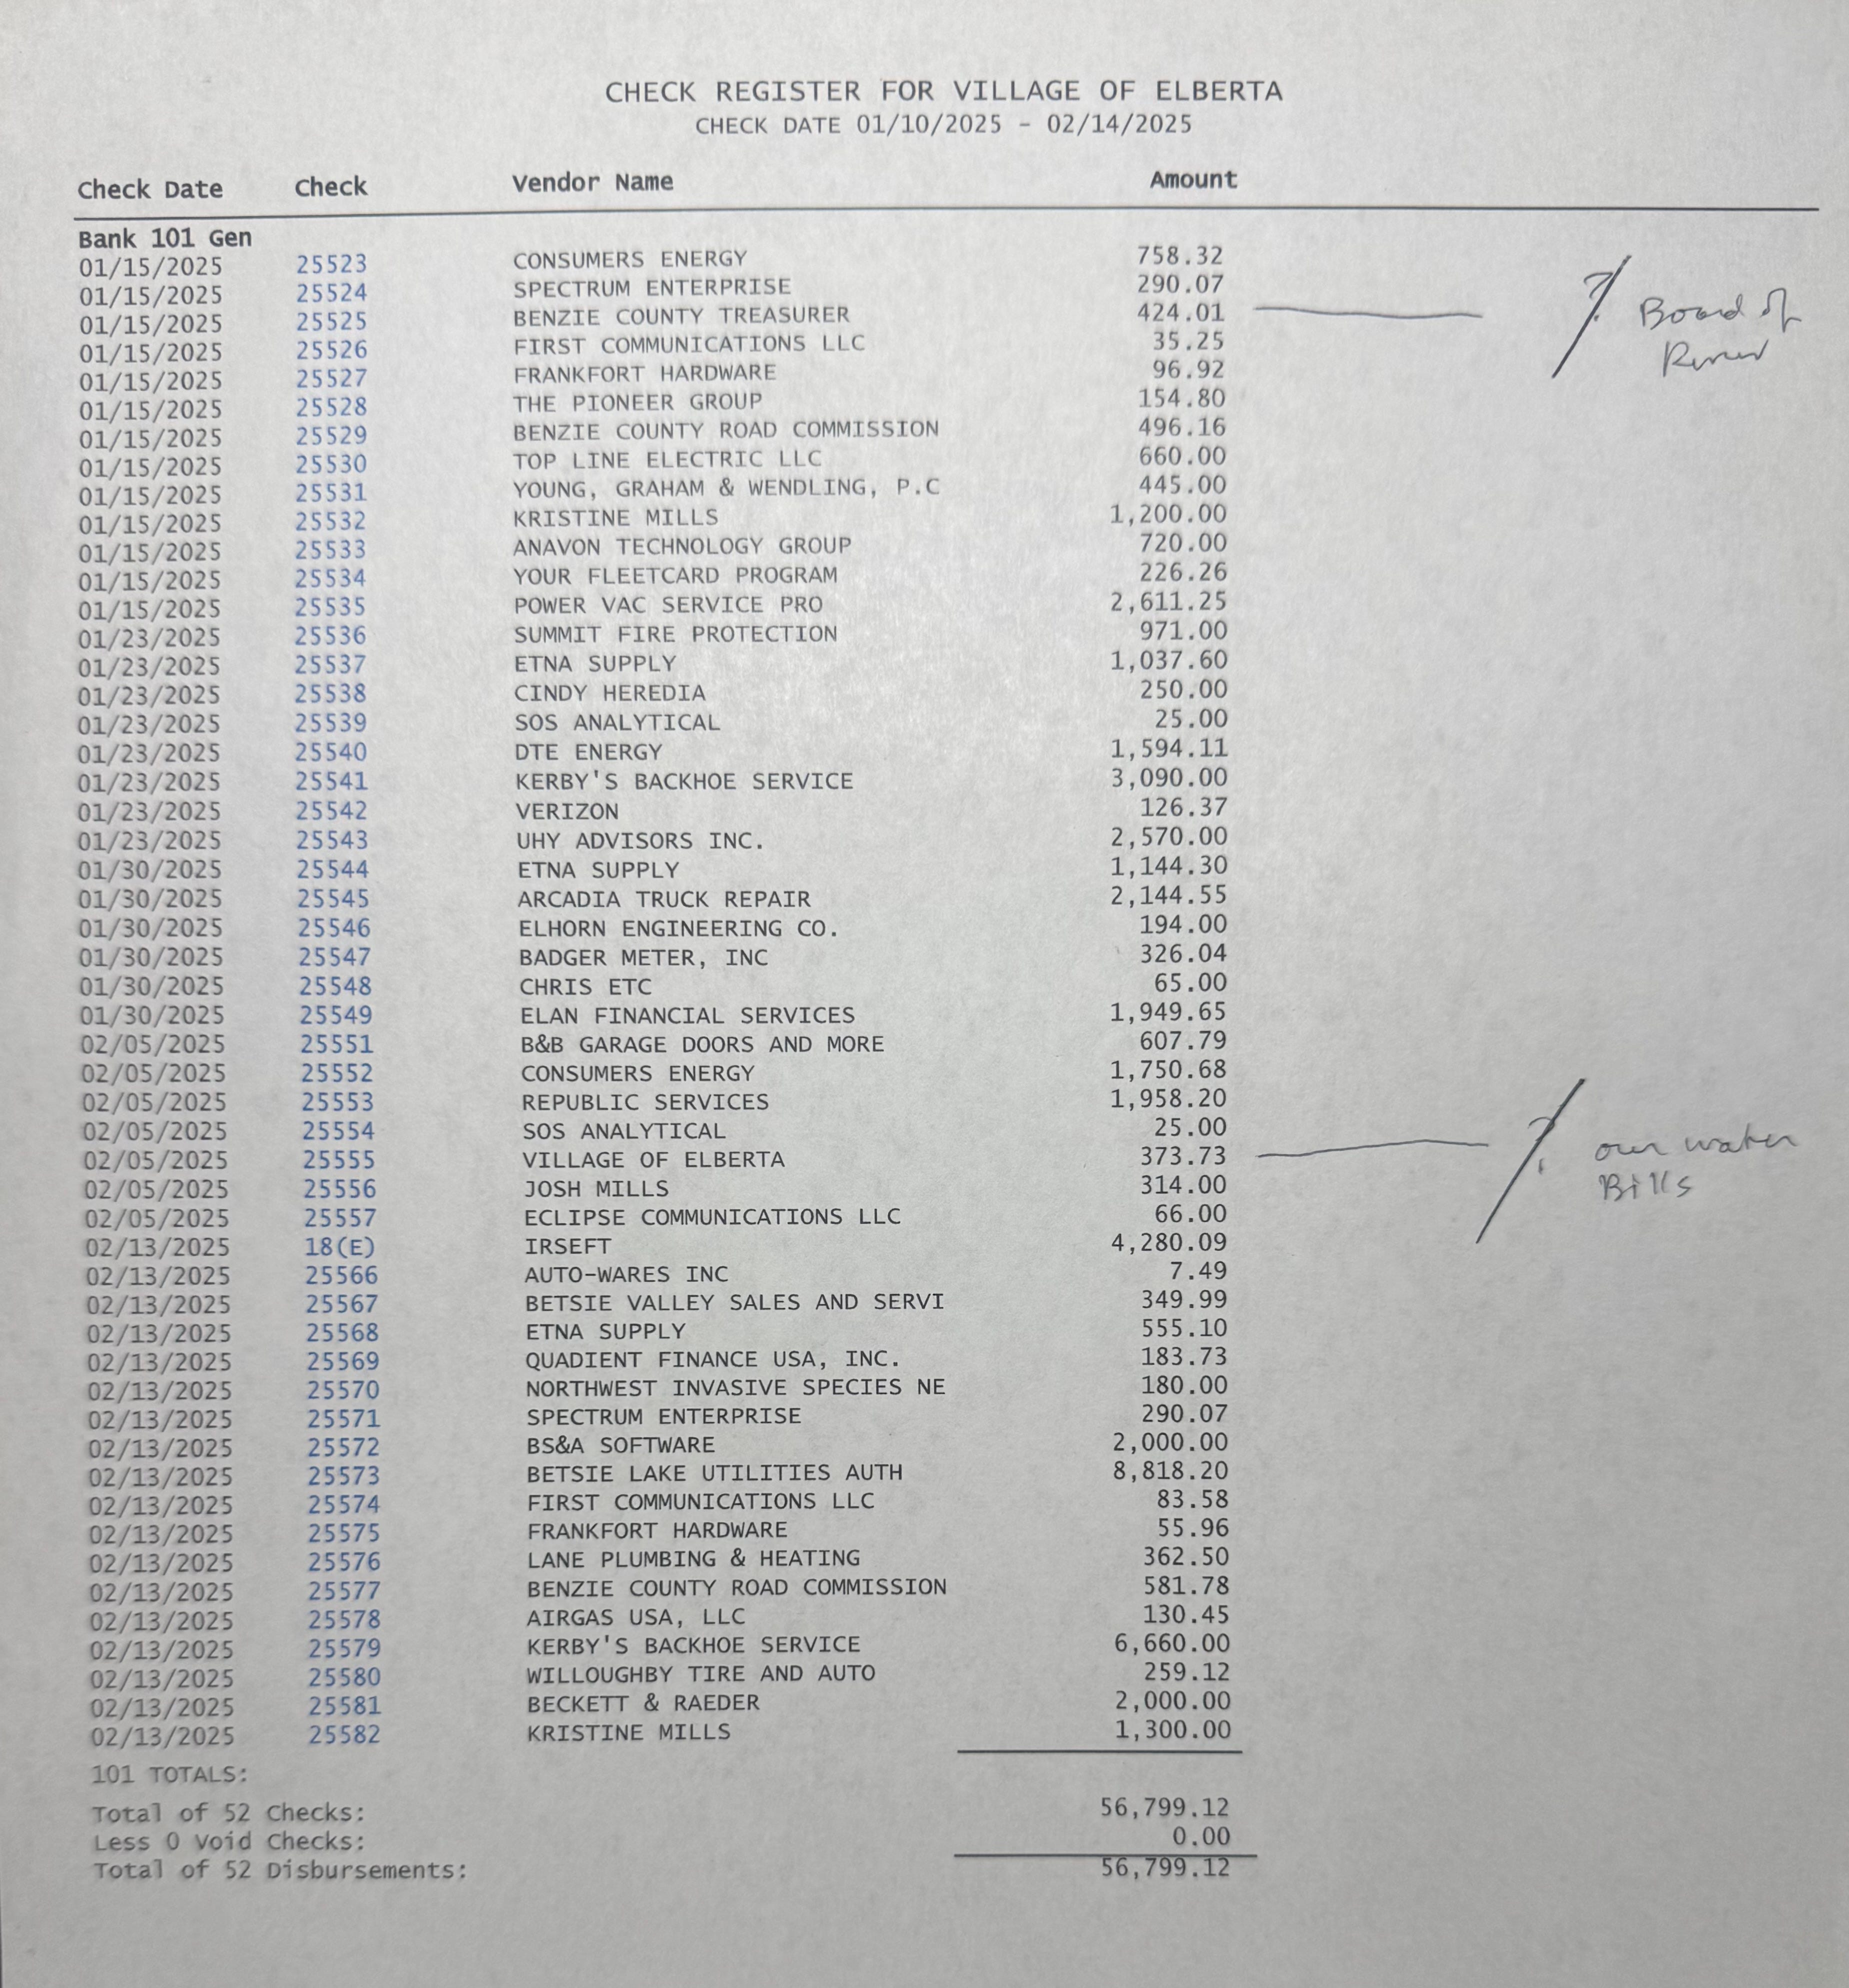 CHECK REGISTER FOR VILLAGE OF ELBERTA
CHECK DATE 01/10/2025 - 02/14/2025
Check Date Check Vendor Name Amount
Bank 101 Gen
01/15/2025 25523 CONSUMERS ENERGY 758.32
01/15/2025 25524 SPECTRUM ENTERPRISE 290.07
01/15/2025 25525 BENZIE COUNTY TREASURER 424.01 ? Board of
01/15/2025 25526 FIRST COMMUNICATIONS LLC 35.25
01/15/2025 25527 FRANKFORT HARDWARE 96.92
01/15/2025 25528 THE PIONEER GROUP 154.80
01/15/2025 25529 BENZIE COUNTY ROAD COMMISSION 496.16
01/15/2025 25530 TOP LINE ELECTRIC LLC 660.00
01/15/2025 25531 YOUNG, GRAHAM & WENDLING, P.C 445.00
01/15/2025 25532 KRISTINE MILLS 1,200.00
01/15/2025 25533 ANAVON TECHNOLOGY GROUP 720.00
01/15/2025 25534 YOUR FLEETCARD PROGRAM 226.26
01/15/2025 25535 POWER VAC SERVICE PRO 2,611.25
01/23/2025 25536 SUMMIT FIRE PROTECTION 971.00
01/23/2025 25537 ETNA SUPPLY 1,037.60
01/23/2025 25538 CINDY HEREDIA 250.00
01/23/2025 25539 SOS ANALYTICAL 25.00
01/23/2025 25540 DTE ENERGY 1,594.11
01/23/2025 25541 KERBY'S BACKHOE SERVICE 3,090.00
01/23/2025 25542 VERIZON 126.37
01/23/2025 25543 UHY ADVISORS INC. 2,570.00
01/30/2025 25544 ETNA SUPPLY 1,144.30
01/30/2025 25545 ARCADIA TRUCK REPAIR 2,144.55
01/30/2025 25546 ELHORN ENGINEERING CO. 194.00
01/30/2025 25547 BADGER METER, INC 326.04
01/30/2025 25548 CHRIS ETC 65.00
01/30/2025 25549 ELAN FINANCIAL SERVICES 1,949.65
02/05/2025 25551 B&B GARAGE DOORS AND MORE 607.79
02/05/2025 25552 CONSUMERS ENERGY 1,750.68
02/05/2025 25553 REPUBLIC SERVICES 1,958.20
02/05/2025 25554 SOS ANALYTICAL 25.00
02/05/2025 25555 VILLAGE OF ELBERTA 373.73 ? our water
02/05/2025 25556 JOSH MILLS 314.00 Bills
02/05/2025 25557 ECLIPSE COMMUNICATIONS LLC 66.00
02/13/2025 18(E) IRSEFT 4,280.09
02/13/2025 25566 AUTO-WARES INC 7.49
02/13/2025 25567 BETSIE VALLEY SALES AND SERVI 349.99
02/13/2025 25568 ETNA SUPPLY 555.10
02/13/2025 25569 QUADIENT FINANCE USA, INC. 183.73
02/13/2025 25570 NORTHWEST INVASIVE SPECIES NE 180.00
02/13/2025 25571 SPECTRUM ENTERPRISE 290.07
02/13/2025 25572 BS&A SOFTWARE 2,000.00
02/13/2025 25573 BETSIE LAKE UTILITIES AUTH 8,818.20
02/13/2025 25574 FIRST COMMUNICATIONS LLC 83.58
02/13/2025 25575 FRANKFORT HARDWARE 55.96
02/13/2025 25576 LANE PLUMBING & HEATING 362.50
02/13/2025 25577 BENZIE COUNTY ROAD COMMISSION 581.78
02/13/2025 25578 AIRGAS USA, LLC 130.45
02/13/2025 25579 KERBY'S BACKHOE SERVICE 6,660.00
02/13/2025 25580 WILLOUGHBY TIRE AND AUTO 259.12
02/13/2025 25581 BECKETT & RAEDER 2,000.00
02/13/2025 25582 KRISTINE MILLS 1,300.00
101 TOTALS:
Total of 52 Checks: 56,799.12
Less 0 Void Checks: 0.00
Total of 52 Disbursements: 56,799.12